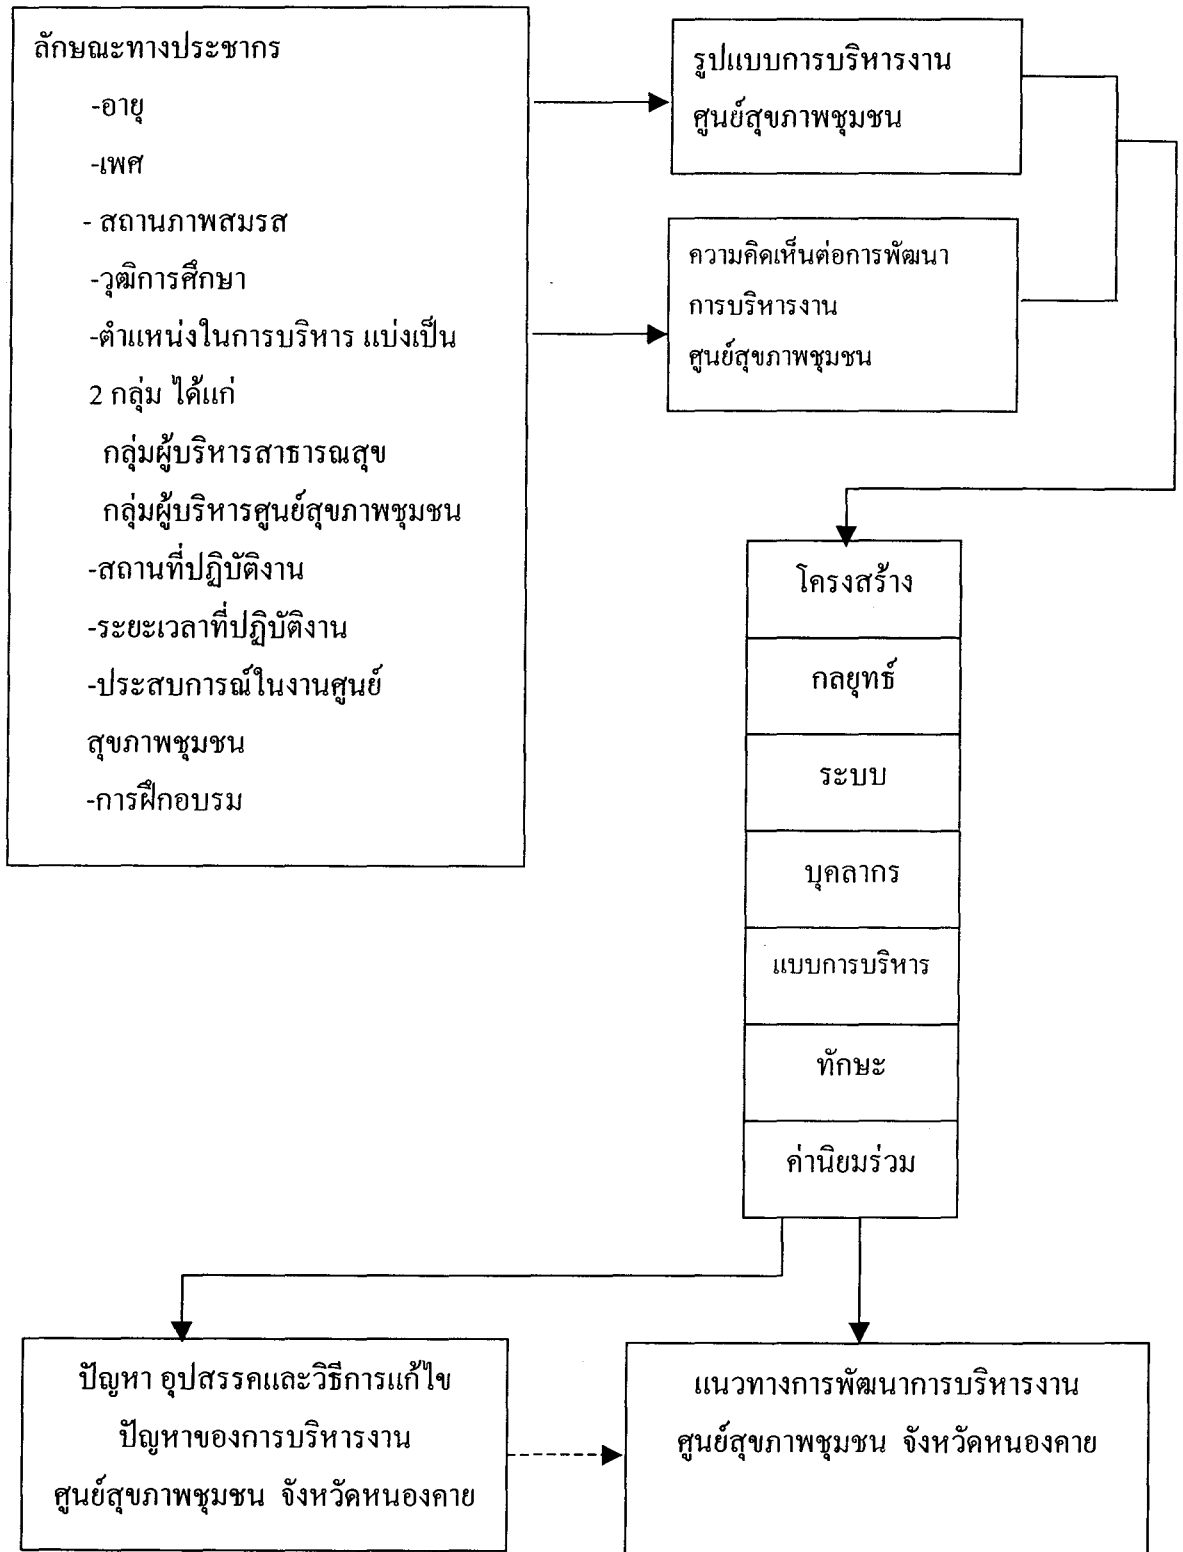 ลักษณะทางประชากร
-อายุ
-เพศ
- สถานภาพสมรส
-วุฒิการศึกษา
-ตำแหน่งในการบริหาร แบ่งเป็น
2 กลุ่ม ได้แก่
กลุ่มผู้บริหารสาธารณสุข
กลุ่มผู้บริหารศูนย์สุขภาพชุมชน
-สถานที่ปฏิบัติงาน
-ระยะเวลาที่ปฏิบัติงาน
-ประสบการณ์ในงานศูนย์
สุขภาพชุมชน
-การฝึกอบรม
รูปแบบการบริหารงาน
ศูนย์สุขภาพชุมชน
ความคิดเห็นต่อการพัฒนา
การบริหารงาน
ศูนย์สุขภาพชุมชน
โครงสร้าง
กลยุทธ์
ระบบ
บุคลากร
แบบการบริหาร
ทักษะ
ค่านิยมร่วม
ปัญหา อุปสรรคและวิธีการแก้ไข
ปัญหาของการบริหารงาน
ศูนย์สุขภาพชุมชน จังหวัดหนองคาย
แนวทางการพัฒนาการบริหารงาน
ศูนย์สุขภาพชุมชน จังหวัดหนองคาย